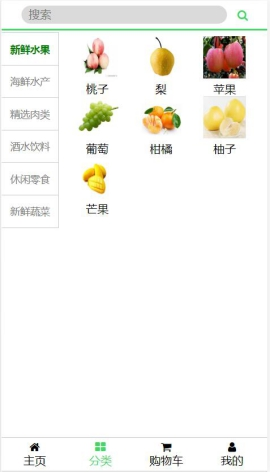 搜索
新鲜水果
海鲜水产
精选肉类
酒水饮料
休闲零食
新鲜蔬菜
桃子 梨 苹果
葡萄 柑橘 柚子
芒果
主页 分类 购物车 我的